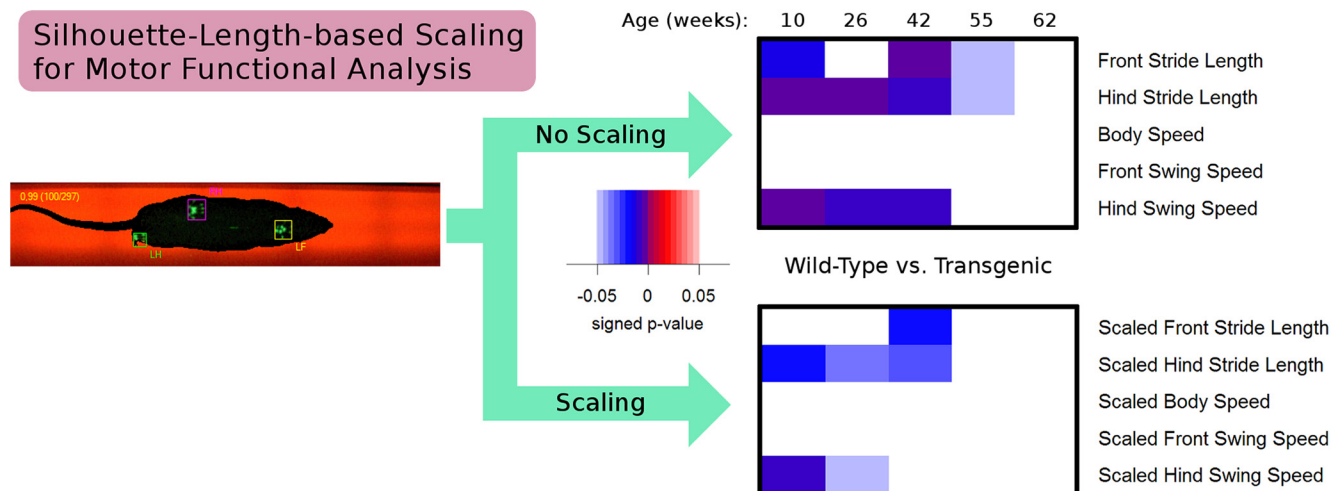 Silhouette-Length-based Scaling
for Motor Functional Analysis
Age (weeks): 10 26 42 55 62
Front Stride Length
Hind Stride Length
Body Speed
Front Swing Speed
Hind Swing Speed
No Scaling
0,99 (100/297)
LH
LF
-0.05 0 0.05
signed p-value
Wild-Type vs. Transgenic
Scaling
Scaled Front Stride Length
Scaled Hind Stride Length
Scaled Body Speed
Scaled Front Swing Speed
Scaled Hind Swing Speed